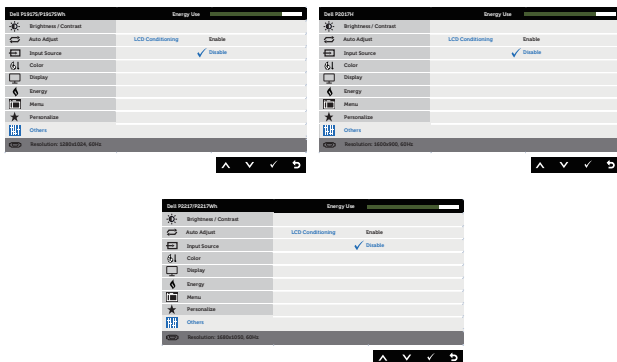 Dell P1917S/P1917SWh Energy Use
Brightness / Contrast
Auto Adjust LCD Conditioning Enable
Input Source Disable
Color
Display
Energy
Menu
Personalize
Others
Resolution: 1280x1024, 60Hz
Dell P2017H Energy Use
Brightness / Contrast
Auto Adjust LCD Conditioning Enable
Input Source Disable
Color
Display
Energy
Menu
Personalize
Others
Resolution: 1600x900, 60Hz
Dell P2217/P2217Wh Energy Use
Brightness / Contrast
Auto Adjust LCD Conditioning Enable
Input Source Disable
Color
Display
Energy
Menu
Personalize
Others
Resolution: 1680x1050, 60Hz